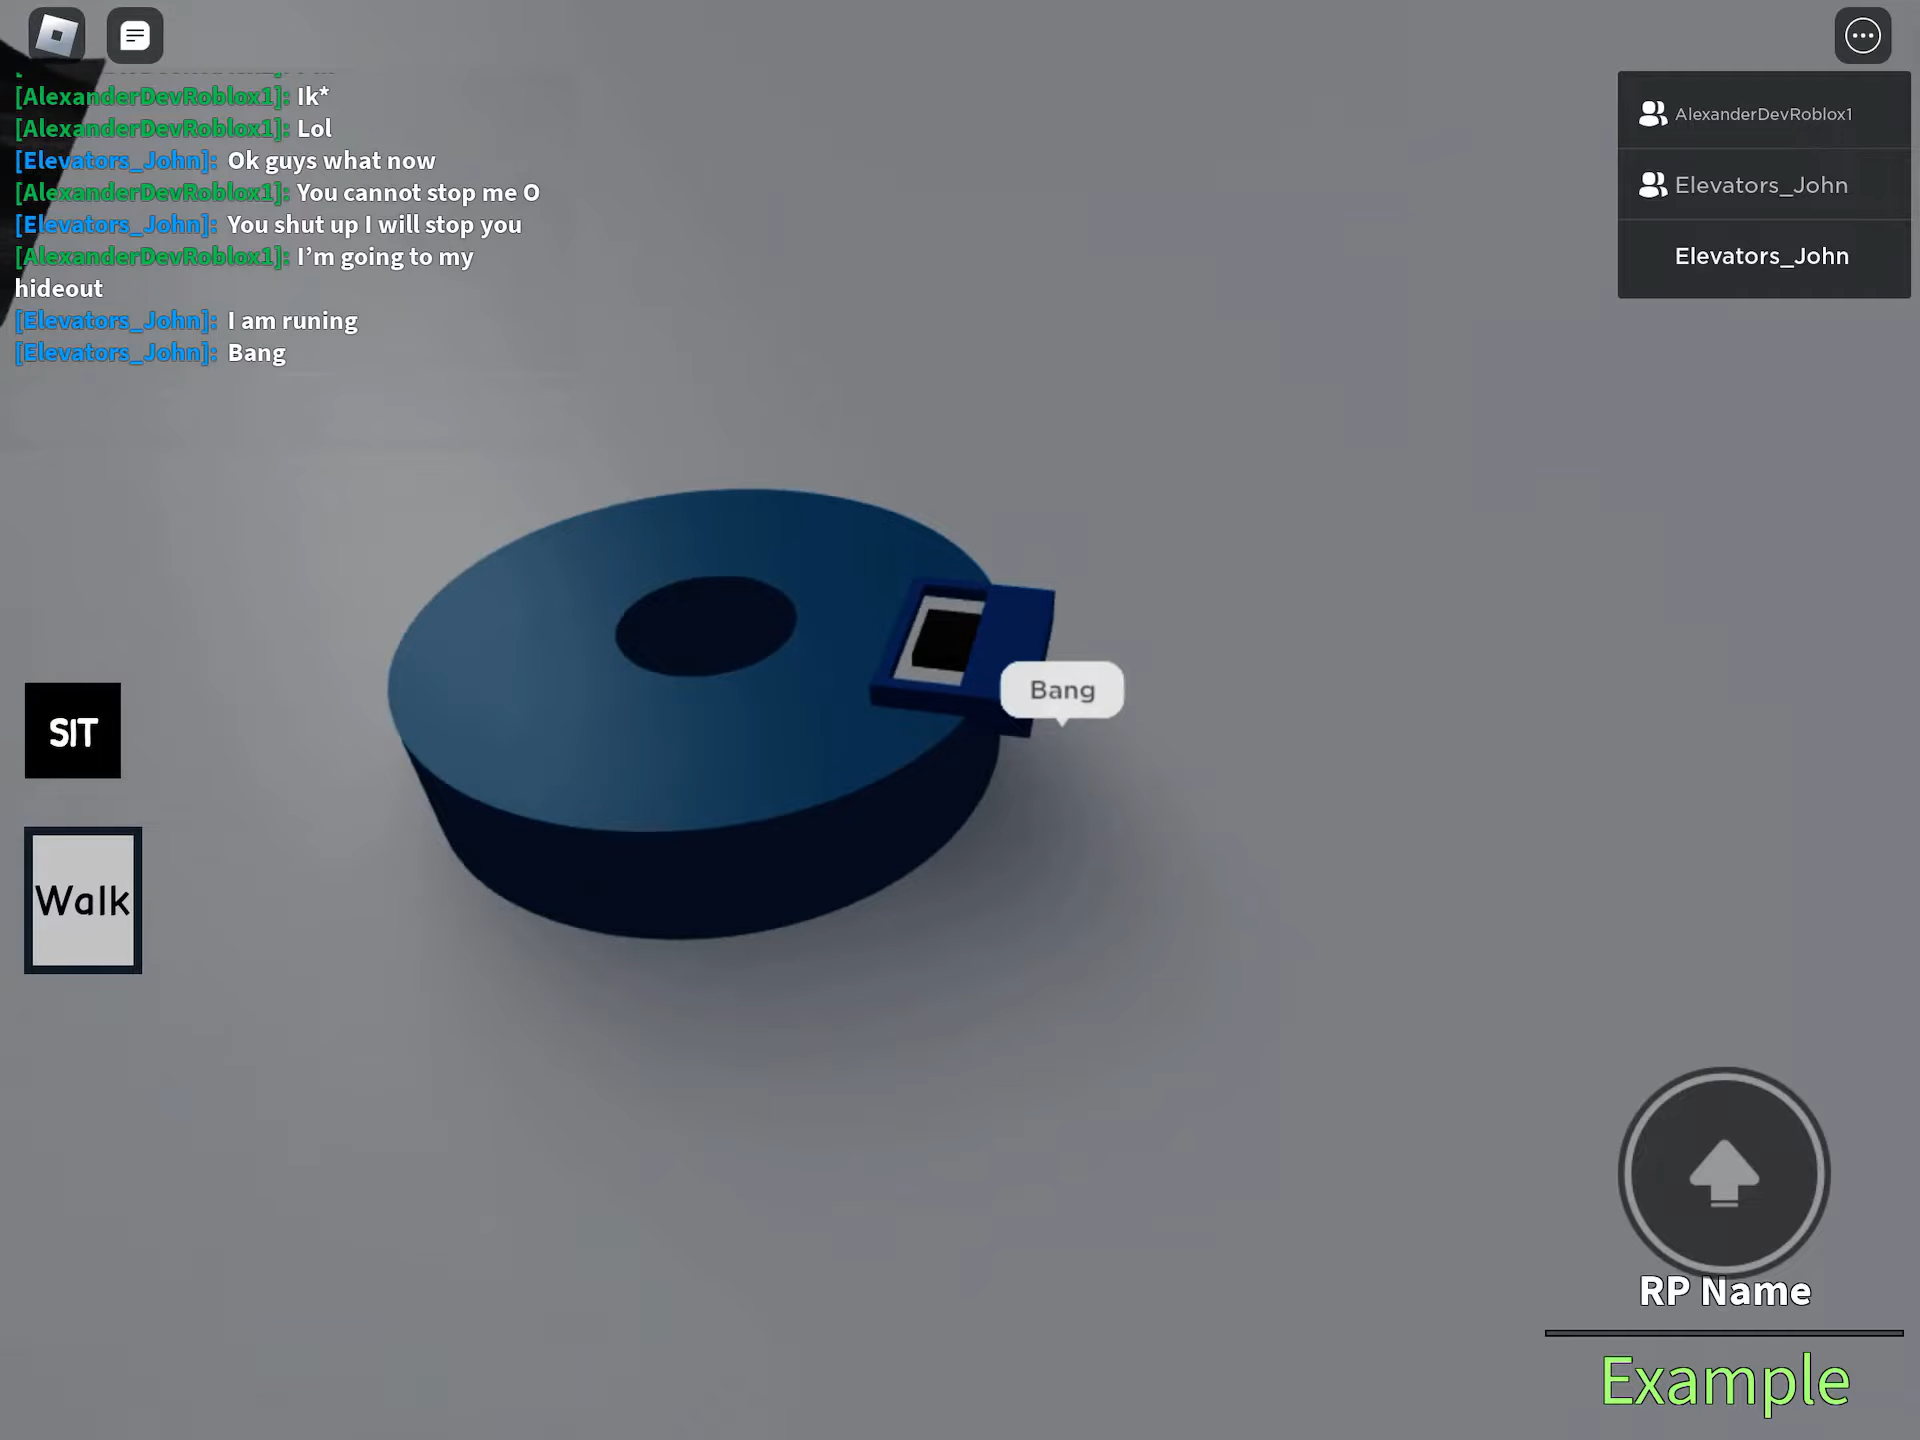 [AlexanderDevRoblox1]: Ik*
[AlexanderDevRoblox1]: Lol
[Elevators_John]: Ok guys what now
[AlexanderDevRoblox1]: You cannot stop me O
[Elevators_John]: You shut up I will stop you
[AlexanderDevRoblox1]: I’m going to my
hideout
[Elevators_John]: I am runing
[Elevators_John]: Bang
AlexanderDevRoblox1
Elevators_John
Elevators_John
Bang
SIT
Walk
RP Name
Example